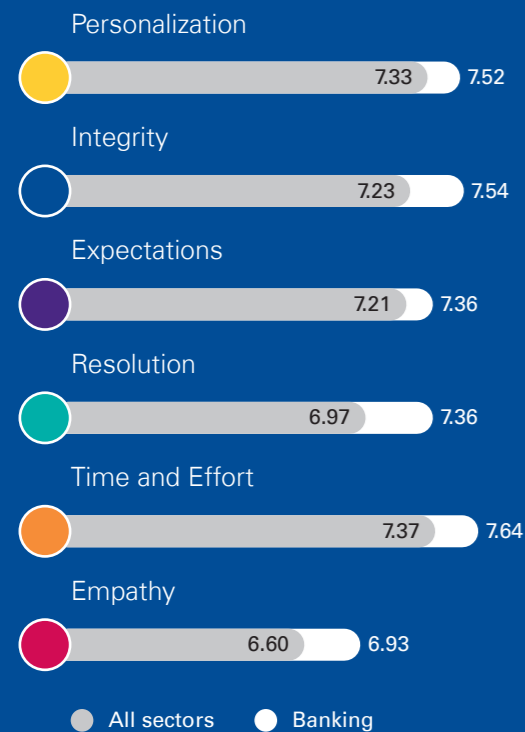 Personalization
7.33 7.52
Integrity
7.23 7.54
Expectations
7.21 7.36
Resolution
6.97 7.36
Time and Effort
7.37 7.64
Empathy
6.60 6.93
All sectors Banking